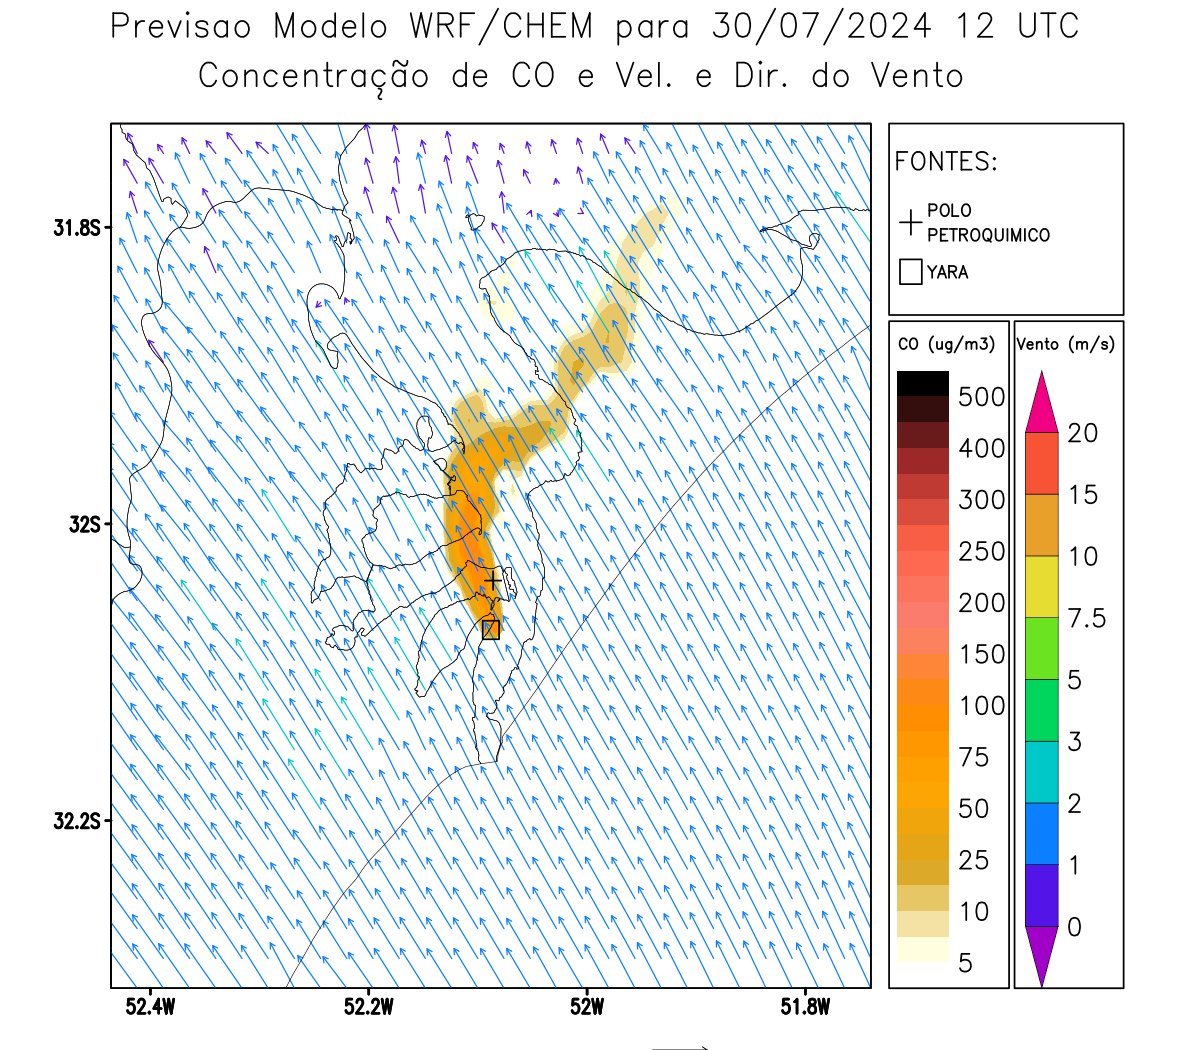 Previsao Modelo WRF/CHEM para 30/07/2024 12 UTC
Concentração de CO e Vel. e Dir. do Vento
FONTES:
POLO
PETROQUIMICO
YARA
CO (ug/m3)
500
400
300
250
200
150
100
75
50
25
10
5
Vento (m/s)
20
15
10
7.5
5
3
2
1
0
31.8S
32S
32.2S
52.4W
52.2W
52W
51.8W